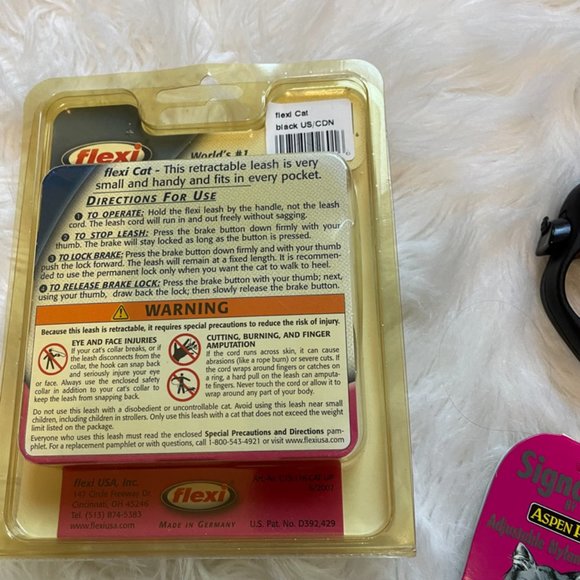 flexi Cat
black US/CDN
flexi
World's #1
flexi Cat - This retractable leash is very
small and handy and fits in every pocket.
DIRECTIONS FOR USE
1 TO OPERATE: Hold the flexi leash by the handle, not the leash
cord. The leash cord will run in and out freely without sagging.
2 TO STOP LEASH: Press the brake button down firmly with your
thumb. The brake will stay locked as long as the button is pressed.
3 TO LOCK BRAKE: Press the brake button down firmly and with your thumb
push the lock forward. The leash will remain at a fixed length. It is recommen-
ded to use the permanent lock only when you want the cat to walk to heel.
4 TO RELEASE BRAKE LOCK: Press the brake button with your thumb; next,
using your thumb, draw back the lock; then slowly release the brake button.
WARNING
Because this leash is retractable, it requires special precautions to reduce the risk of injury.
EYE AND FACE INJURIES
If your cat's collar breaks, or if
the leash disconnects from the
collar, the hook can snap back
and seriously injure your eye
or face. Always use the enclosed safety
collar in addition to your cat's collar to
keep the leash from snapping back.
CUTTING, BURNING, AND FINGER
AMPUTATION
If the cord runs across skin, it can cause
abrasions (like a rope burn) or severe cuts. If
the cord wraps around fingers or catches on
a ring, a hard pull on the leash can amputa-
te fingers. Never touch the cord or allow it to
wrap around any part of your body.
Do not use this leash with a disobedient or uncontrollable cat. Avoid using this leash near small
children, including children in strollers. Only use this leash with a cat that does not exceed the weight
limit listed on the package.
Everyone who uses this leash must read the enclosed Special Precautions and Directions pam-
phlet. For a replacement pamphlet or with questions, call 1-800-543-4921 or visit www.flexiusa.com.
flexi USA, Inc.
147 Circle Freeway Dr.
Cincinnati, OH 45246
Tel. (513) 874-5383
www.flexiusa.com
flexi
MADE IN GERMANY
5/2007
U.S. Pat. No. D392,429
Signa
BY
ASPEN P
Adjustable Nylon